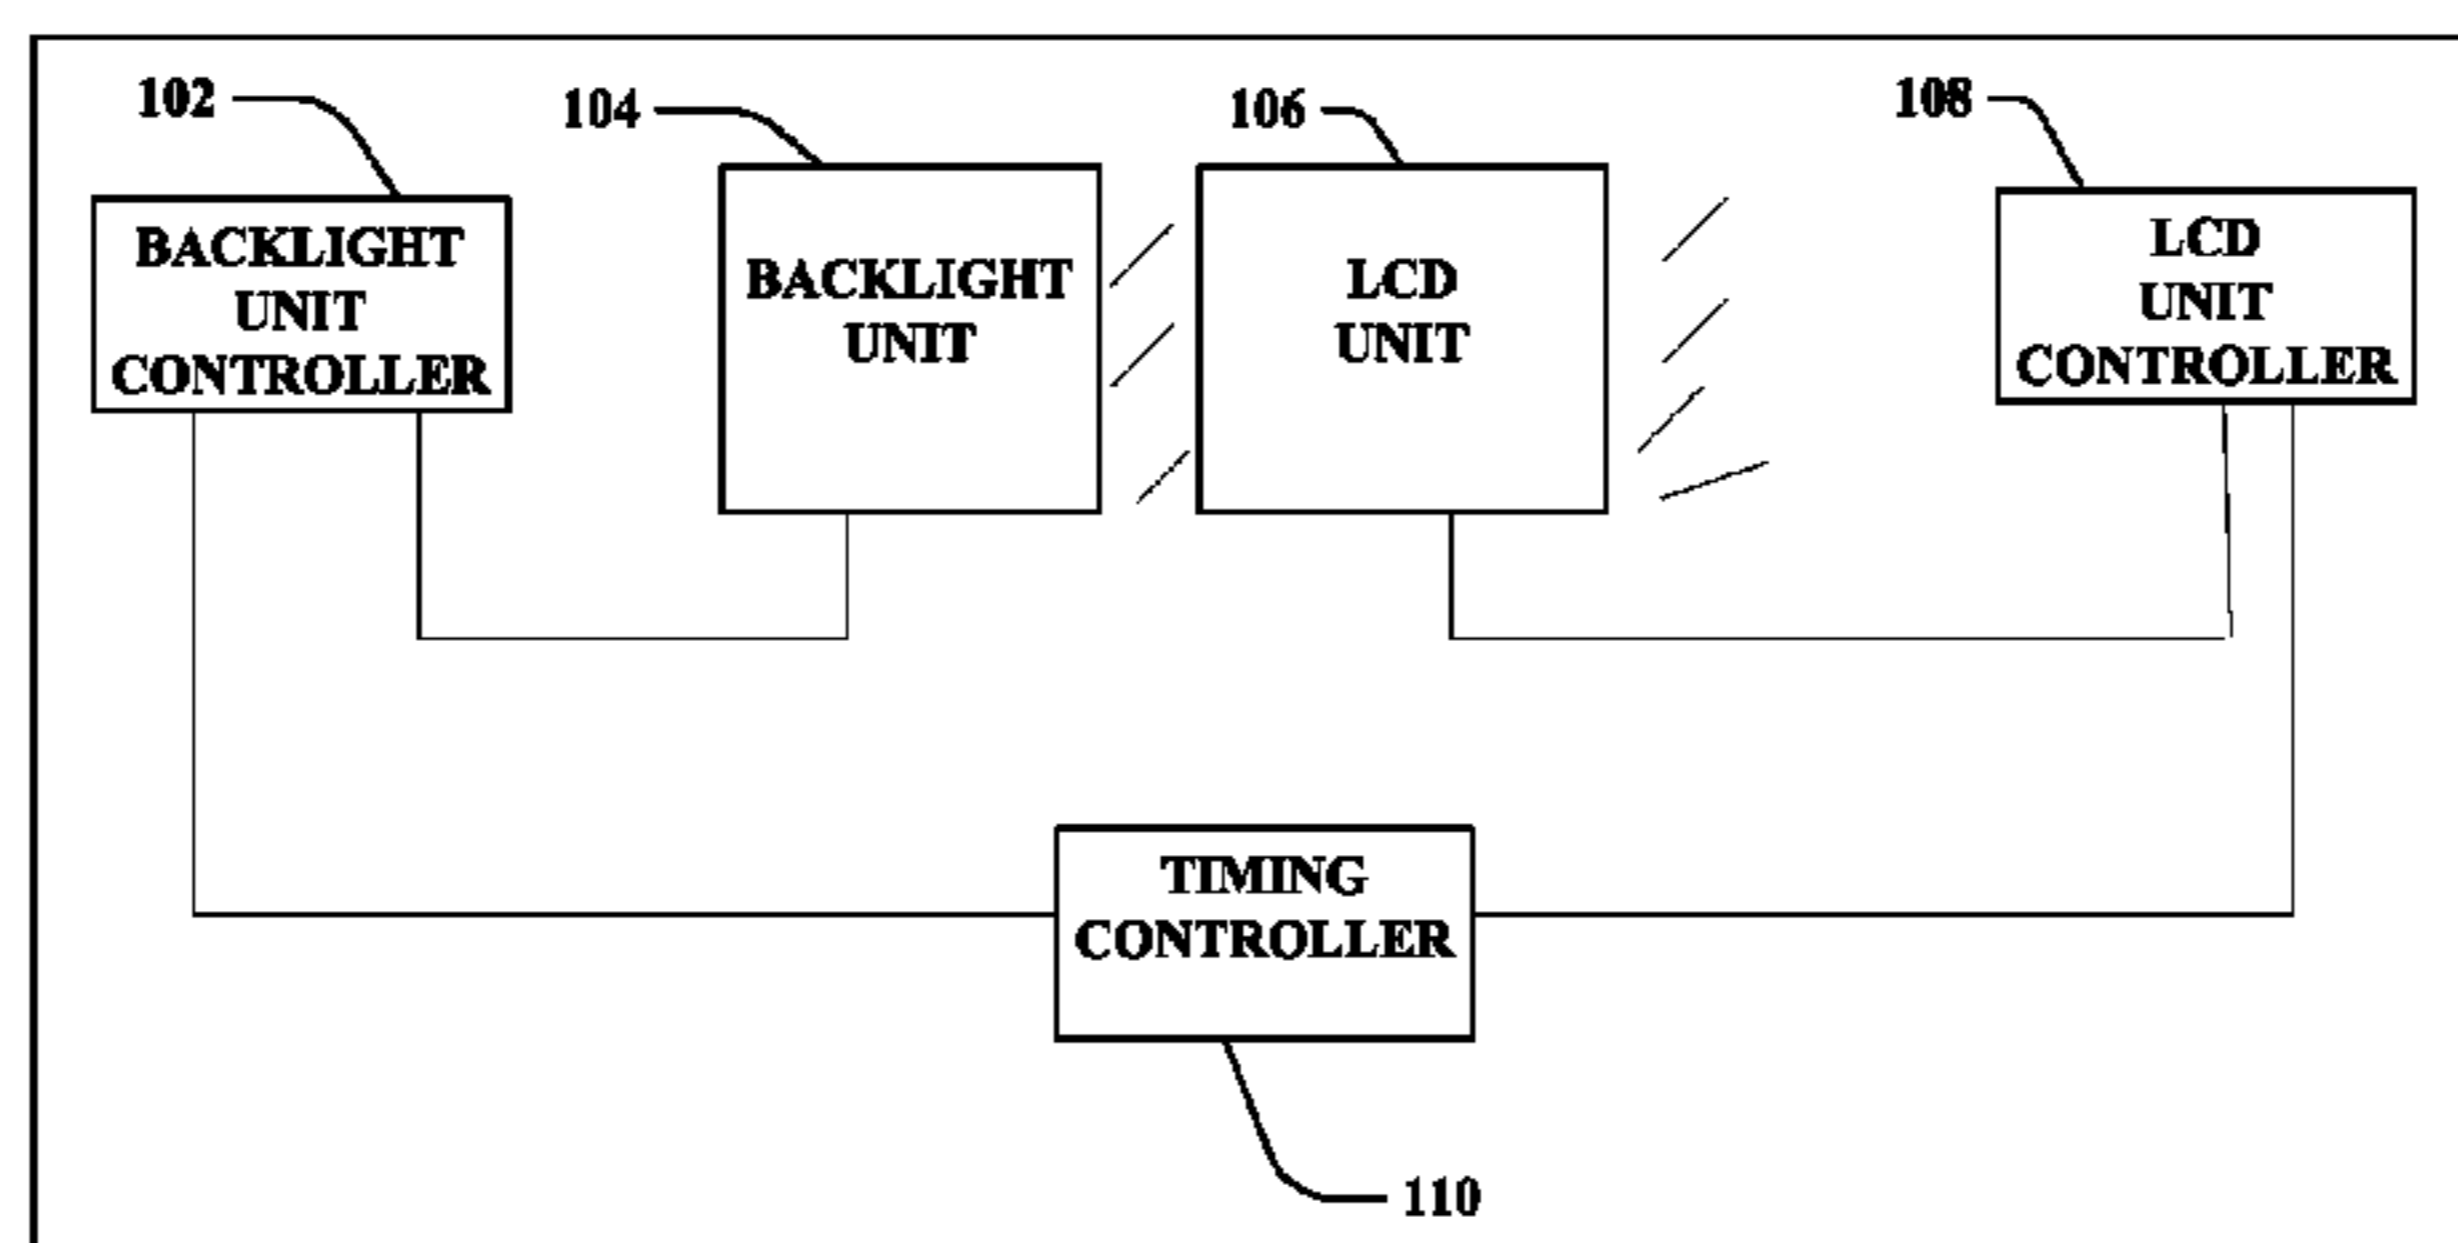 102
104
106
108
BACKLIGHT
UNIT
CONTROLLER
BACKLIGHT
UNIT
LCD
UNIT
LCD
UNIT
CONTROLLER
TIMING
CONTROLLER
110